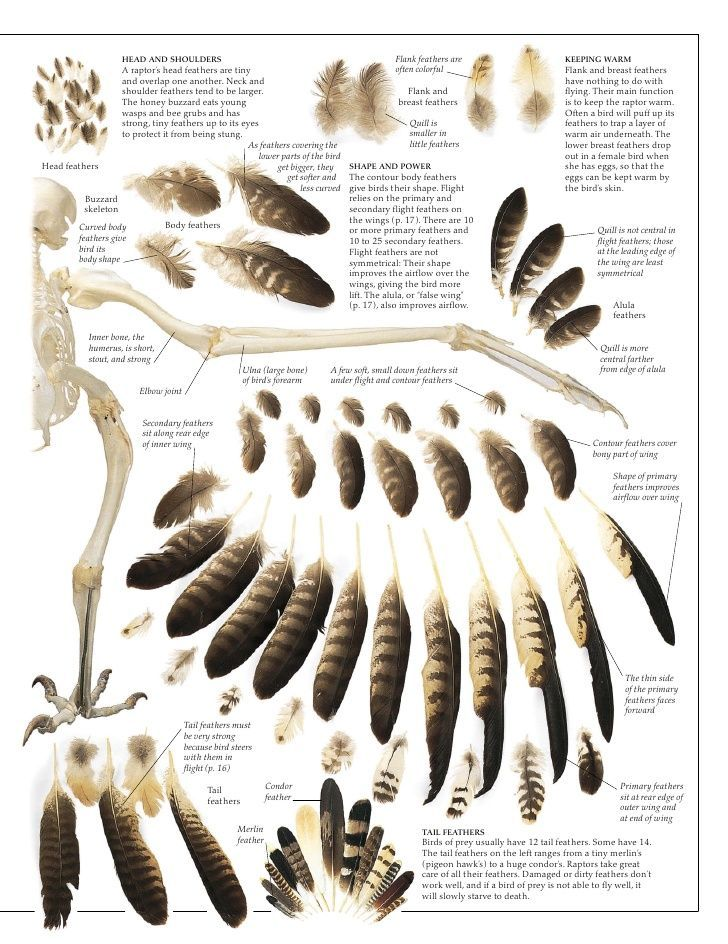 HEAD AND SHOULDERS
A raptor's head feathers are tiny
and overlap one another. Neck and
shoulder feathers tend to be larger.
The honey buzzard eats young
wasps and bee grubs and has
strong, tiny feathers up to its eyes
to protect it from being stung.
Head feathers
Flank feathers are
often colorful
Flank and
breast feathers
Quill is
smaller in
little feathers
KEEPING WARM
Flank and breast feathers
have nothing to do with
flying. Their main function
is to keep the raptor warm.
Often a bird will puff up its
feathers to trap a layer of
warm air underneath. The
lower breast feathers drop
out in a female bird when
she has eggs, so that the
eggs can be kept warm by
the bird's skin.
As feathers covering the
lower parts of the bird
get bigger, they
get softer and
less curved
SHAPE AND POWER
The contour body feathers
give birds their shape. Flight
relies on the primary and
secondary flight feathers on
the wings (p. 17). There are 10
or more primary feathers and
10 to 25 secondary feathers.
Flight feathers are not
symmetrical: Their shape
improves the airflow over the
wings, giving the bird more
lift. The alula, or "false wing"
(p. 17), also improves airflow.
Buzzard
skeleton
Body feathers
Curved body
feathers give
bird its
body shape
Quill is not central in
flight feathers; those
at the leading edge of
the wing are least
symmetrical
Alula
feathers
Quill is more
central farther
from edge of alula
Inner bone, the
humerus, is short,
stout, and strong
Elbow joint
Ulna (large bone)
of bird's forearm
A few soft, small down feathers sit
under flight and contour feathers
Secondary feathers
sit along rear edge
of inner wing
Contour feathers cover
bony part of wing
Shape of primary
feathers improves
airflow over wing
The thin side
of the primary
feathers faces
forward
Tail feathers must
be very strong
because bird steers
with them in
flight (p. 16)
Tail
feathers
Condor
feather
Merlin
feather
Primary feathers
sit at rear edge of
outer wing and
at end of wing
TAIL FEATHERS
Birds of prey usually have 12 tail feathers. Some have 14.
The tail feathers on the left ranges from a tiny merlin's
(pigeon hawk's) to a huge condor's. Raptors take great
care of all their feathers. Damaged or dirty feathers don't
work well, and if a bird of prey is not able to fly well, it
will slowly starve to death.